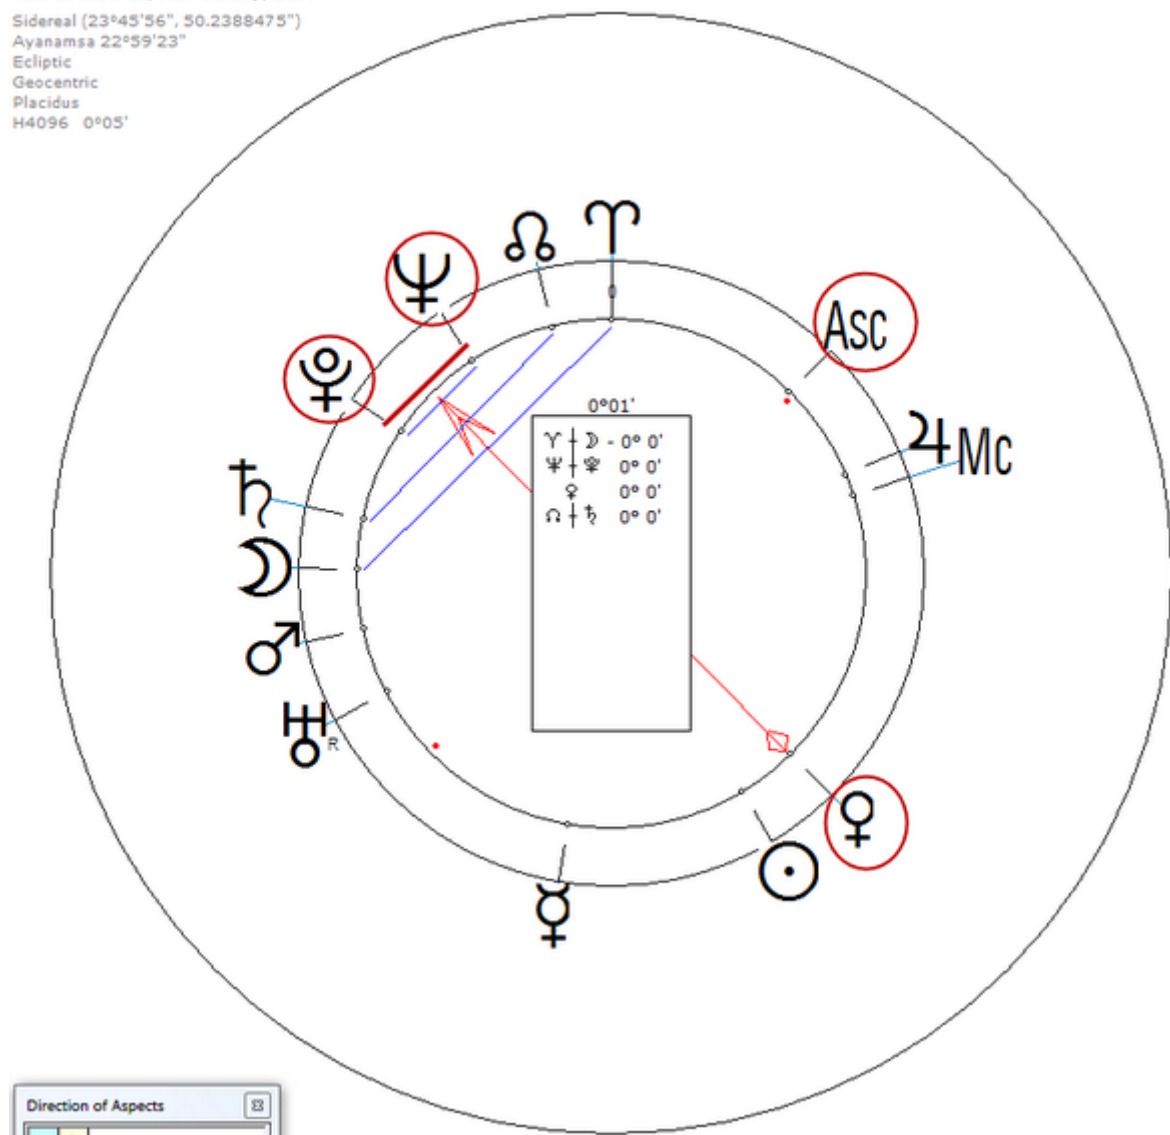 Sidereal (23°45'56", 50.2388475")
Ayanamsa 22°59'23"
Ecliptic
Geocentric
Placidus
H4096 0°05'
☊
♈
♆
0
Asc
♇
♃ Mc
0°01'
♈ + ☽ - 0° 0'
♆ + ♇ 0° 0'
♀ 0° 0'
☊ + ♄ 0° 0'
♄
☽
♂
♅ R
♀
☉
☿
Direction of Aspects